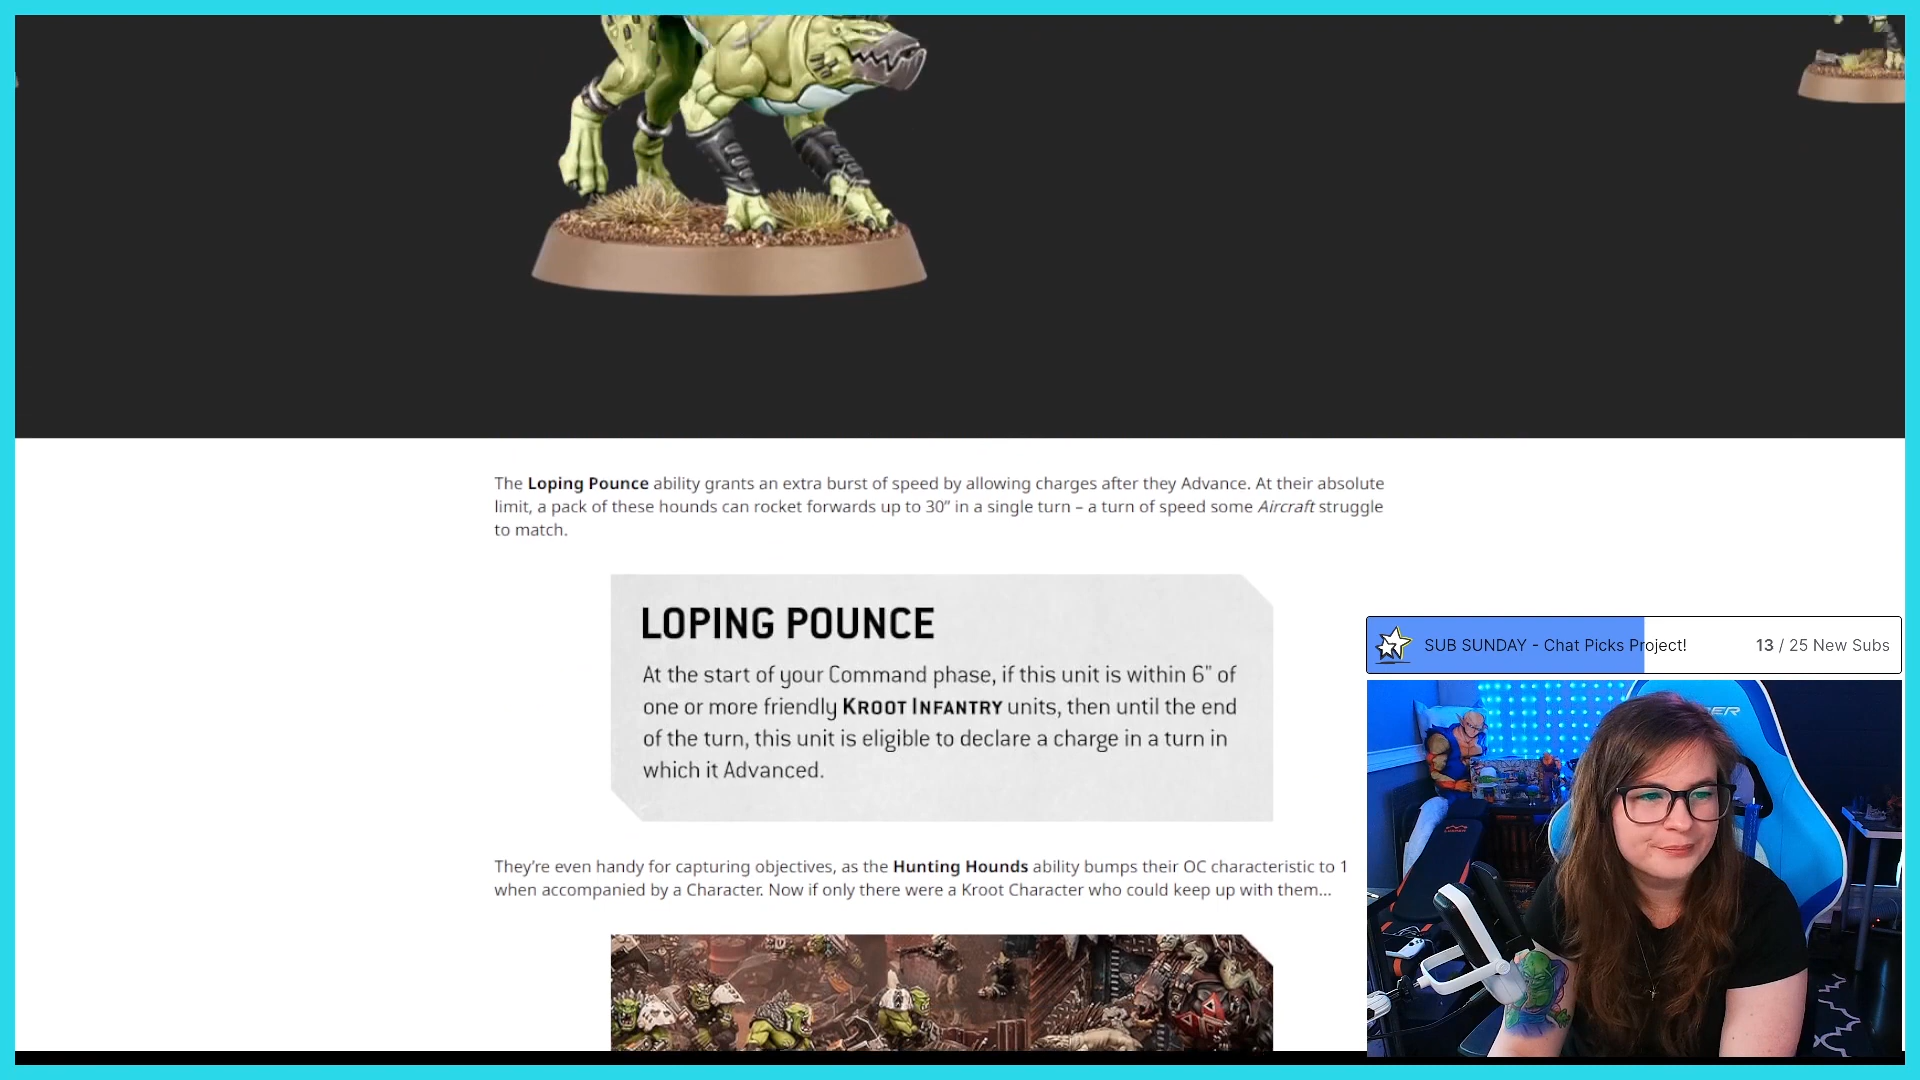 The Loping Pounce ability grants an extra burst of speed by allowing charges after they Advance. At their absolute
limit, a pack of these hounds can rocket forwards up to 30” in a single turn – a turn of speed some Aircraft struggle
to match.
LOPING POUNCE
At the start of your Command phase, if this unit is within 6" of
one or more friendly KROOT INFANTRY units, then until the end
of the turn, this unit is eligible to declare a charge in a turn in
which it Advanced.
SUB SUNDAY - Chat Picks Project! 13 / 25 New Subs
They’re even handy for capturing objectives, as the Hunting Hounds ability bumps their OC characteristic to 1
when accompanied by a Character. Now if only there were a Kroot Character who could keep up with them…